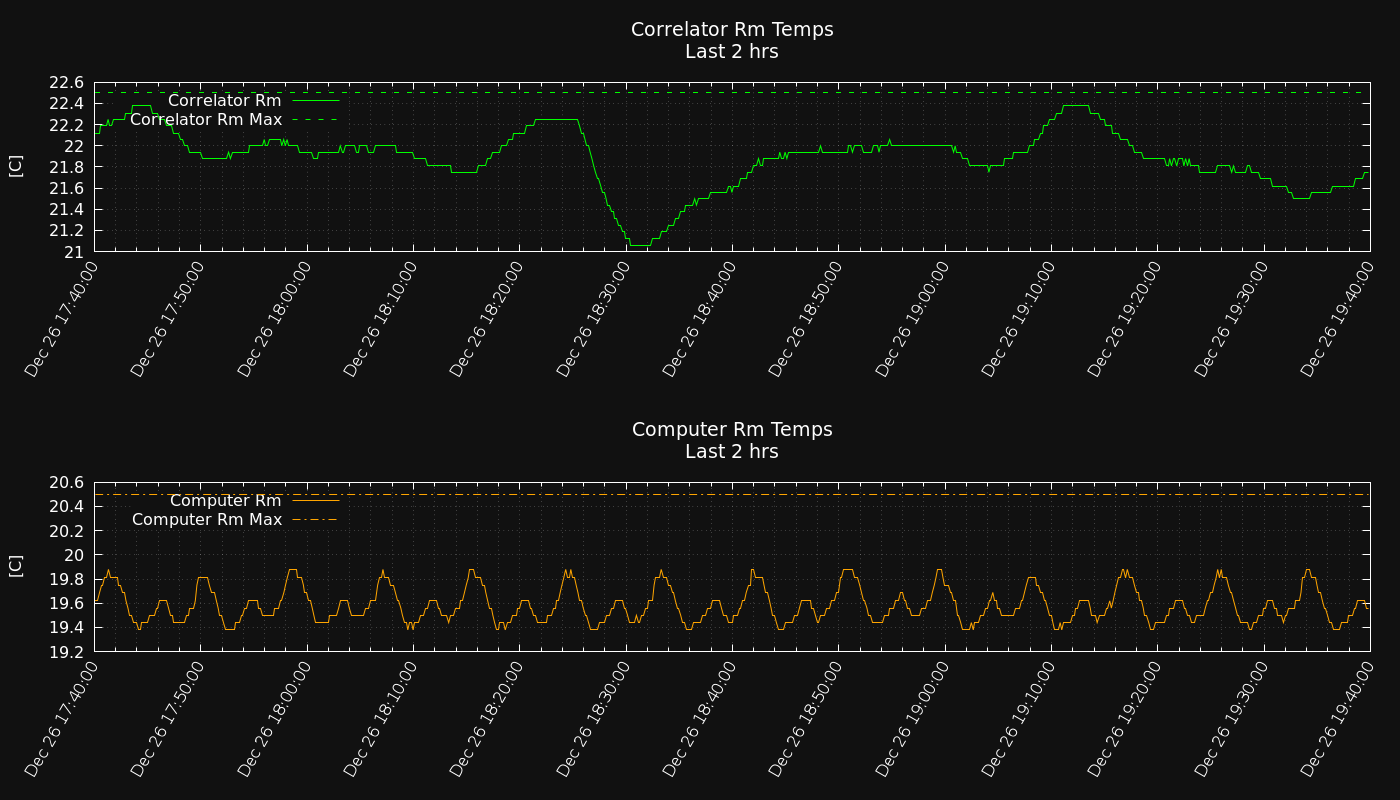 Correlator Rm Temps
Last 2 hrs
[C]
22.6
22.4
22.2
22
21.8
21.6
21.4
21.2
21
Correlator Rm
Correlator Rm Max
Dec 26 17:40:00
Dec 26 17:50:00
Dec 26 18:00:00
Dec 26 18:10:00
Dec 26 18:20:00
Dec 26 18:30:00
Dec 26 18:40:00
Dec 26 18:50:00
Dec 26 19:00:00
Dec 26 19:10:00
Dec 26 19:20:00
Dec 26 19:30:00
Dec 26 19:40:00
Computer Rm Temps
Last 2 hrs
[C]
20.6
20.4
20.2
20
19.8
19.6
19.4
19.2
Computer Rm
Computer Rm Max
Dec 26 17:40:00
Dec 26 17:50:00
Dec 26 18:00:00
Dec 26 18:10:00
Dec 26 18:20:00
Dec 26 18:30:00
Dec 26 18:40:00
Dec 26 18:50:00
Dec 26 19:00:00
Dec 26 19:10:00
Dec 26 19:20:00
Dec 26 19:30:00
Dec 26 19:40:00